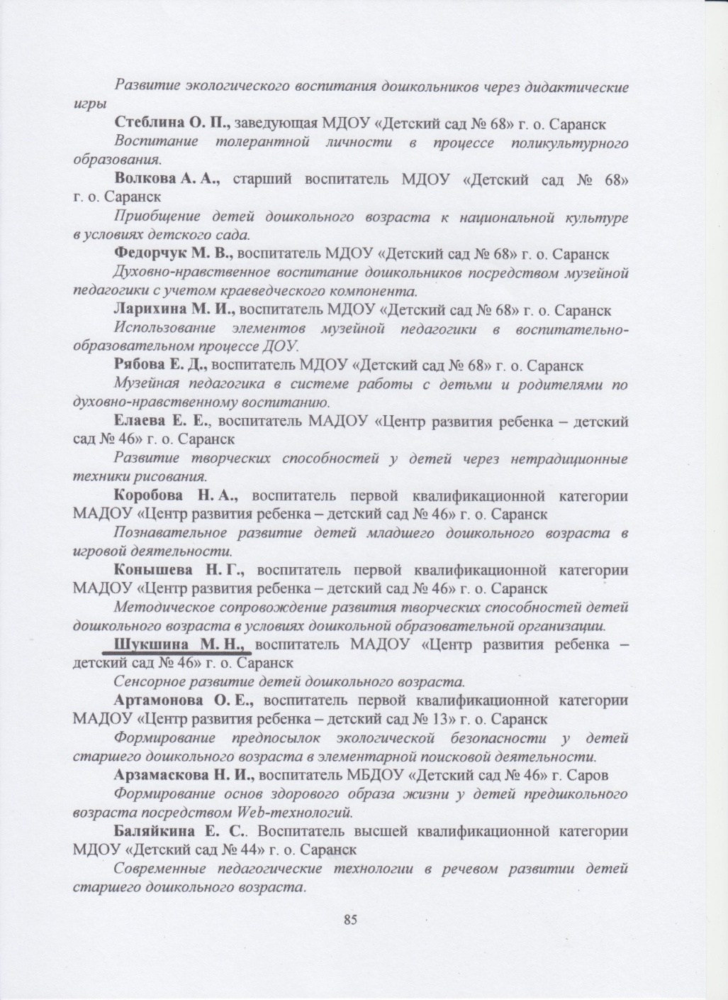 Развитие экологического воспитания дошкольников через дидактические
игры
Стеблина О. П., заведующая МДОУ «Детский сад № 68» г. о. Саранск
Воспитание толерантной личности в процессе поликультурного
образования.
Волкова А. А., старший воспитатель МДОУ «Детский сад № 68»
г. о. Саранск
Приобщение детей дошкольного возраста к национальной культуре
в условиях детского сада.
Федорчук М. В., воспитатель МДОУ «Детский сад № 68» г. о. Саранск
Духовно-нравственное воспитание дошкольников посредством музейной
педагогики с учетом краеведческого компонента.
Ларихина М. И., воспитатель МДОУ «Детский сад № 68» г. о. Саранск
Использование элементов музейной педагогики в воспитательно-
образовательном процессе ДОУ.
Рябова Е. Д., воспитатель МДОУ «Детский сад № 68» г. о. Саранск
Музейная педагогика в системе работы с детьми и родителями по
духовно-нравственному воспитанию.
Елаева Е. Е., воспитатель МАДОУ «Центр развития ребенка – детский
сад № 46» г. о. Саранск
Развитие творческих способностей у детей через нетрадиционные
техники рисования.
Коробова Н. А., воспитатель первой квалификационной категории
МАДОУ «Центр развития ребенка – детский сад № 46» г. о. Саранск
Познавательное развитие детей младшего дошкольного возраста в
игровой деятельности.
Конышева Н. Г., воспитатель первой квалификационной категории
МАДОУ «Центр развития ребенка – детский сад № 46» г. о. Саранск
Методическое сопровождение развития творческих способностей детей
дошкольного возраста в условиях дошкольной образовательной организации.
Шукшина М. Н., воспитатель МАДОУ «Центр развития ребенка –
детский сад № 46» г. о. Саранск
Сенсорное развитие детей дошкольного возраста.
Артамонова О. Е., воспитатель первой квалификационной категории
МАДОУ «Центр развития ребенка – детский сад № 13» г. о. Саранск
Формирование предпосылок экологической безопасности у детей
старшего дошкольного возраста в элементарной поисковой деятельности.
Арзамаскова Н. И., воспитатель МБДОУ «Детский сад № 46» г. Саров
Формирование основ здорового образа жизни у детей предшкольного
возраста посредством Web-технологий.
Баляйкина Е. С.. Воспитатель высшей квалификационной категории
МДОУ «Детский сад № 44» г. о. Саранск
Современные педагогические технологии в речевом развитии детей
старшего дошкольного возраста.
85